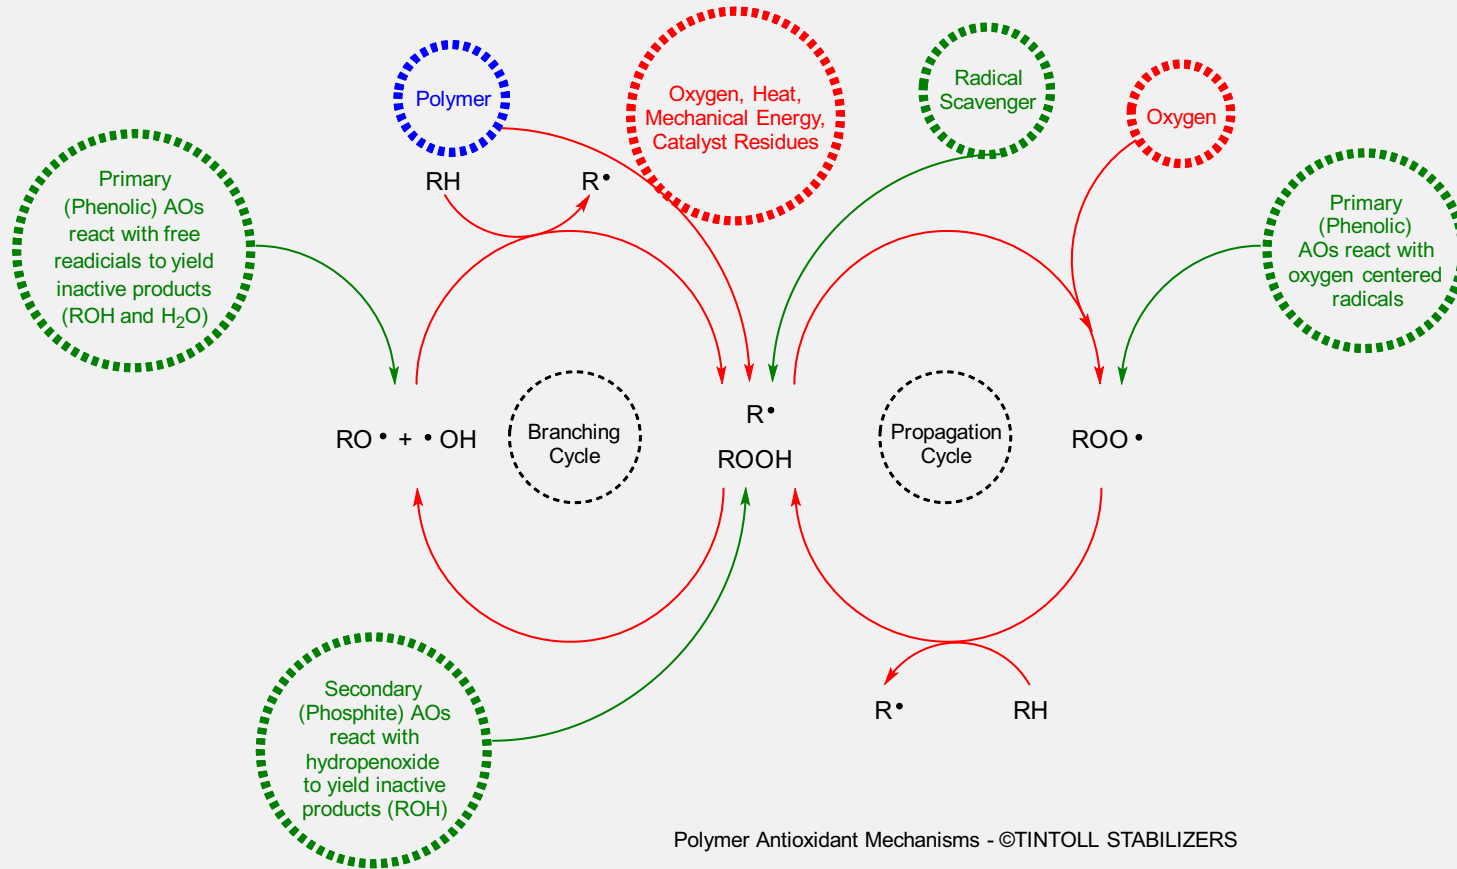 Polymer
Oxygen, Heat,
Mechanical Energy,
Catalyst Residues
Radical
Scavenger
Oxygen
Primary
(Phenolic) AOs
react with free
readicials to yield
inactive products
(ROH and H₂O)
RH
R•
Primary
(Phenolic)
AOs react with
oxygen centered
radicals
RO• + •OH
Branching
Cycle
R•
ROOH
Propagation
Cycle
ROO•
Secondary
(Phosphite) AOs
react with
hydropenoxide
to yield inactive
products (ROH)
R•
RH
Polymer Antioxidant Mechanisms - ©TINTOLL STABILIZERS